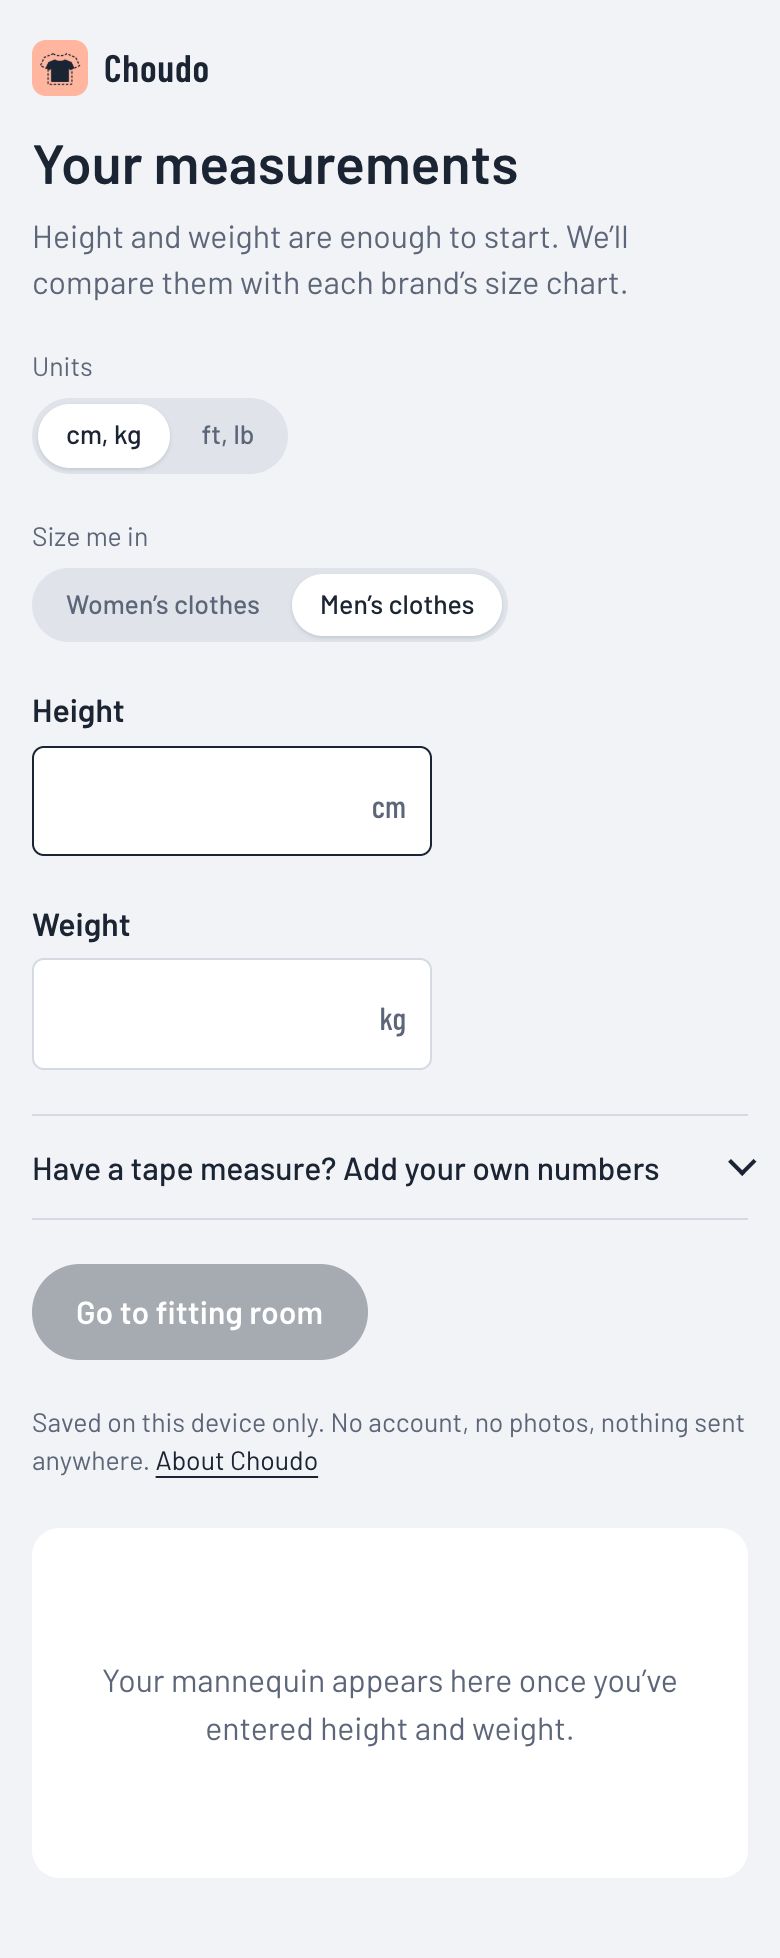 Choudo
Your measurements
Height and weight are enough to start. We’ll
compare them with each brand’s size chart.
Units
cm, kg
ft, lb
Size me in
Women’s clothes
Men’s clothes
Height
cm
Weight
kg
Have a tape measure? Add your own numbers
Go to fitting room
Saved on this device only. No account, no photos, nothing sent
anywhere. About Choudo
Your mannequin appears here once you’ve
entered height and weight.